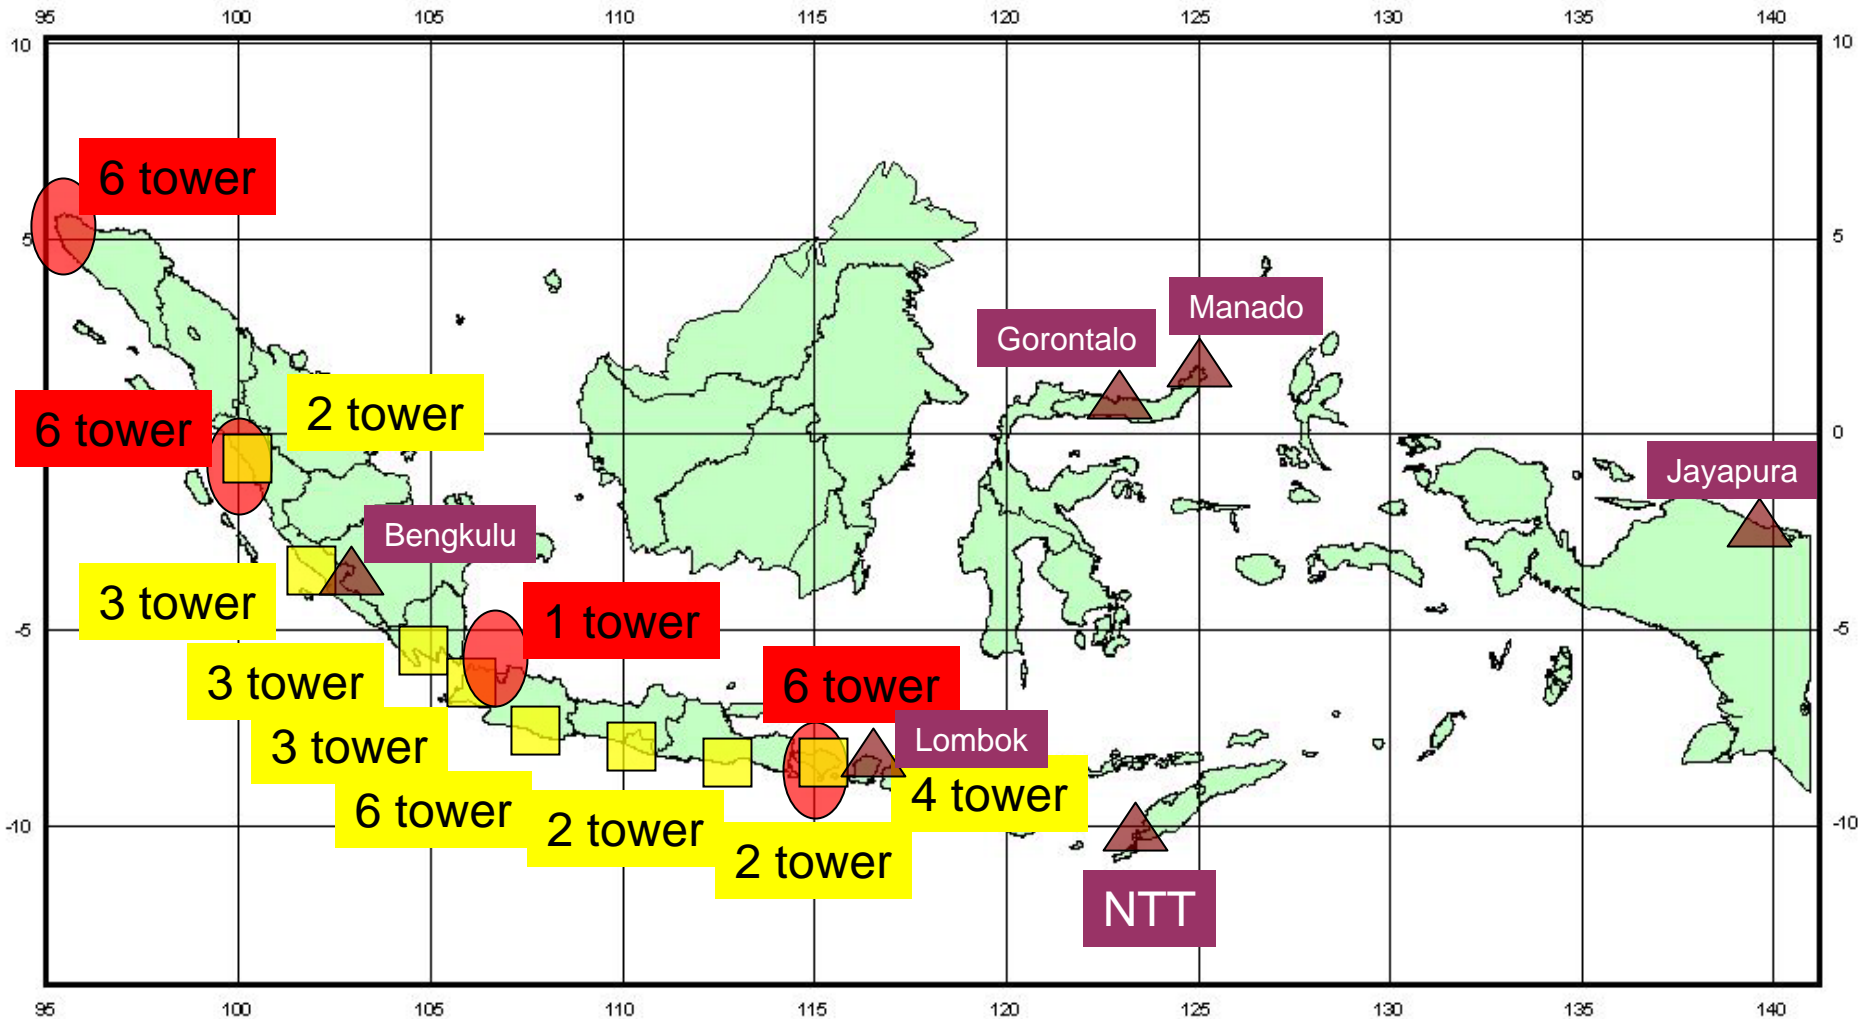 95 100 105 110 115 120 125 130 135 140
10 10
6 tower
5 5
Manado
Gorontalo
2 tower
6 tower
0 0
Jayapura
Bengkulu
3 tower
1 tower
-5 -5
3 tower
6 tower
3 tower
Lombok
4 tower
6 tower
2 tower
-10 -10
2 tower
NTT
95 100 105 110 115 120 125 130 135 140